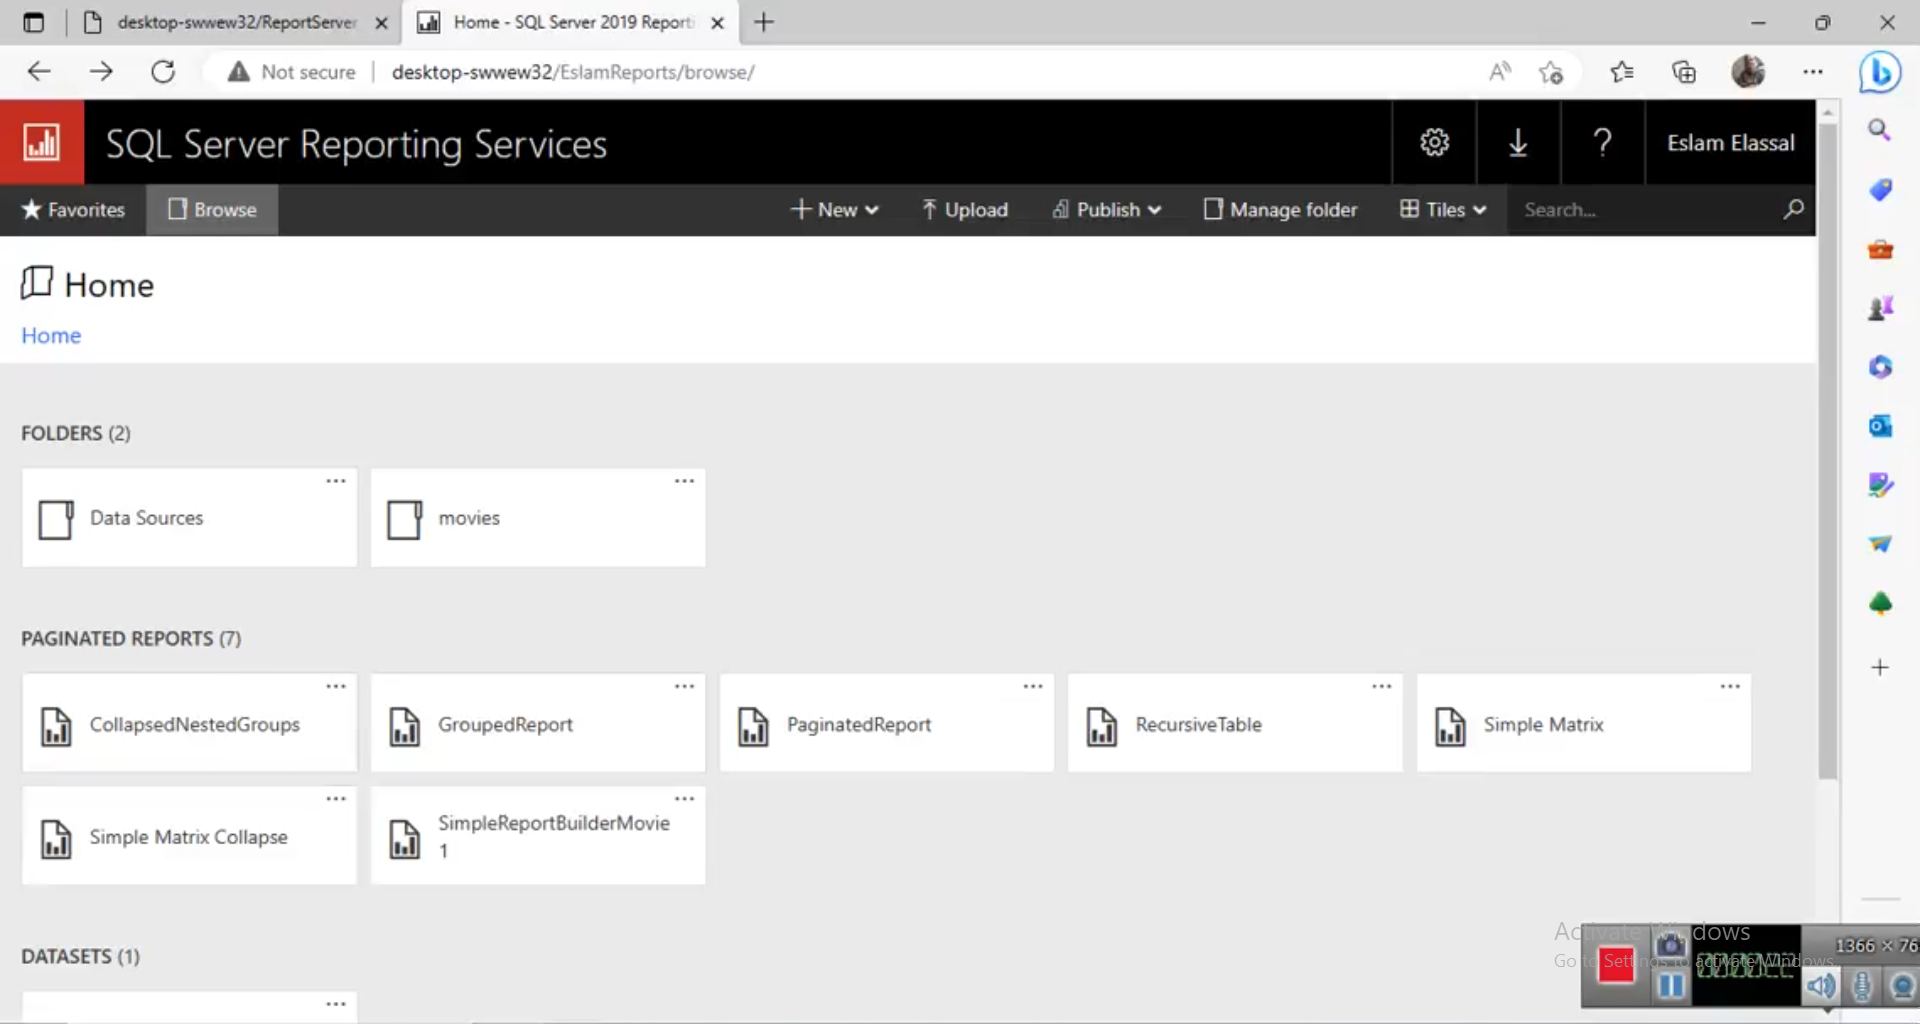 desktop-swwew32/ReportServer
Home - SQL Server 2019 Reporti
Not secure
desktop-swwew32/EslamReports/browse/
SQL Server Reporting Services
?
Eslam Elassal
Favorites
Browse
New
Upload
Publish
Manage folder
Tiles
Search...
Home
Home
FOLDERS (2)
Data Sources
movies
PAGINATED REPORTS (7)
CollapsedNestedGroups
GroupedReport
PaginatedReport
RecursiveTable
Simple Matrix
Simple Matrix Collapse
SimpleReportBuilderMovie
1
DATASETS (1)
Activate Windows
Go to Settings to activate Windows.
1366 × 76